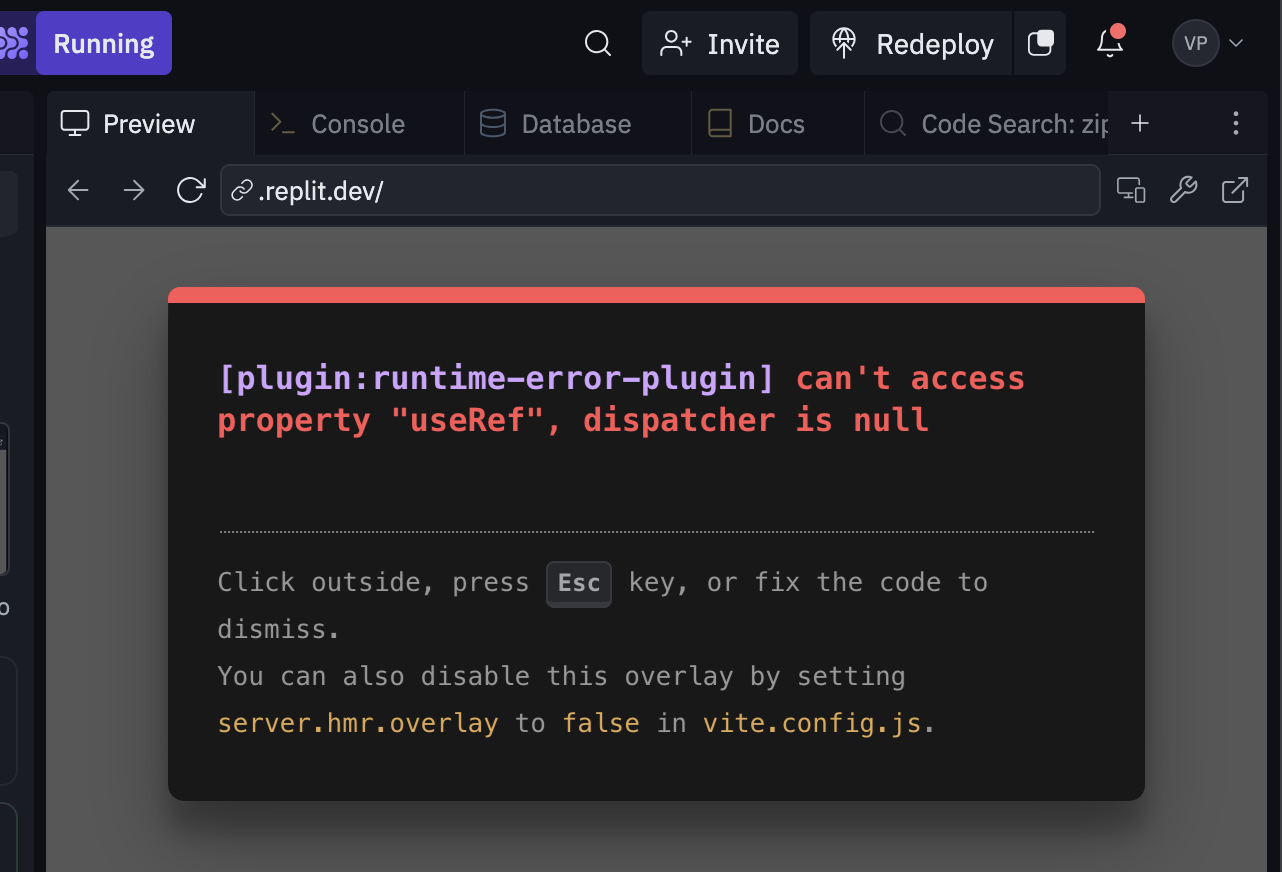 Running
Invite
Redeploy
VP
Preview
Console
Database
Docs
Code Search: zip
.replit.dev/
[plugin:runtime-error-plugin] can't access
property "useRef", dispatcher is null
Click outside, press Esc key, or fix the code to
dismiss.
You can also disable this overlay by setting
server.hmr.overlay to false in vite.config.js.
o